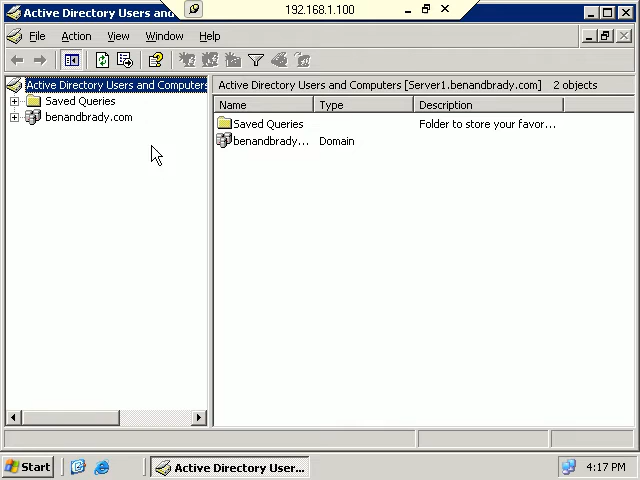 Active Directory Users and
192.168.1.100
File Action View Window Help
Active Directory Users and Computers
Saved Queries
benandbrady.com
Active Directory Users and Computers [Server1.benandbrady.com] 2 objects
Name Type Description
Saved Queries Folder to store your favor...
benandbrady... Domain
Start
Active Directory User...
4:17 PM